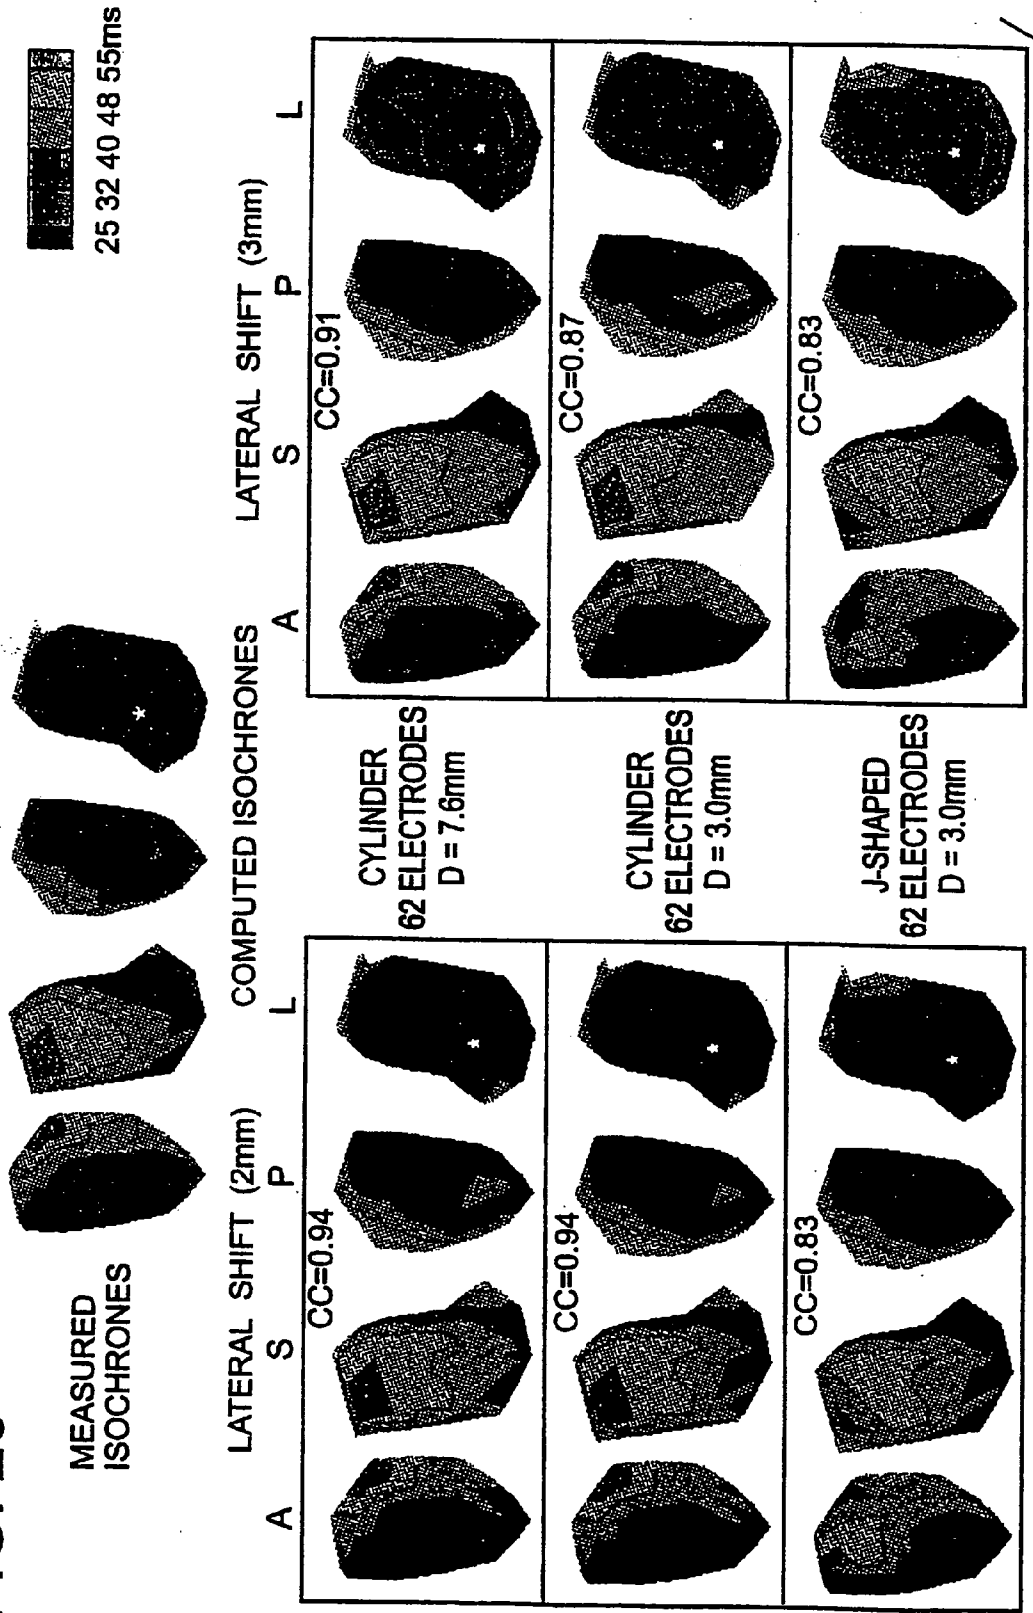 25 32 40 48 55ms
MEASURED
ISOCHRONES
COMPUTED ISOCHRONES
LATERAL SHIFT (2mm)
A S P L
LATERAL SHIFT (3mm)
A S P L
CC=0.94
CYLINDER
62 ELECTRODES
D = 7.6mm
CC=0.91
CC=0.94
CYLINDER
62 ELECTRODES
D = 3.0mm
CC=0.87
CC=0.83
J-SHAPED
62 ELECTRODES
D = 3.0mm
CC=0.83